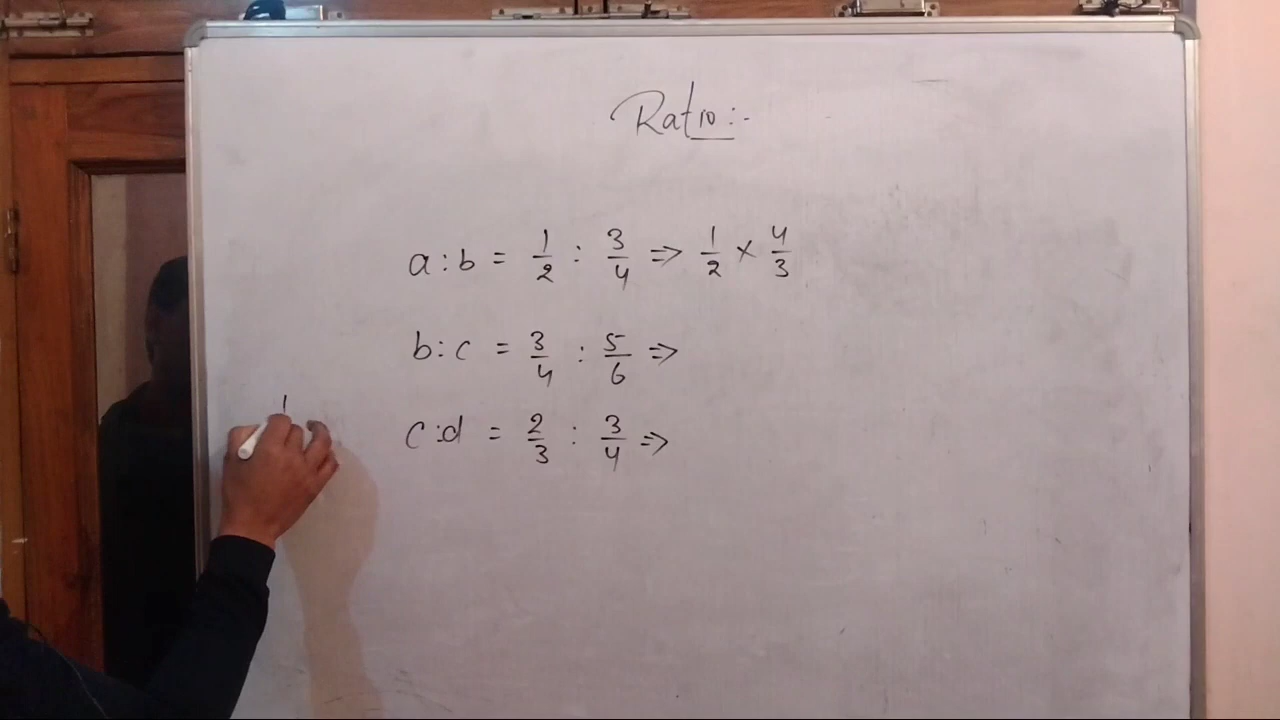 Ratio :-
a : b = 1/2 : 3/4 => 1/2 × 4/3
b : c = 3/4 : 5/6 =>
c : d = 2/3 : 3/4 =>